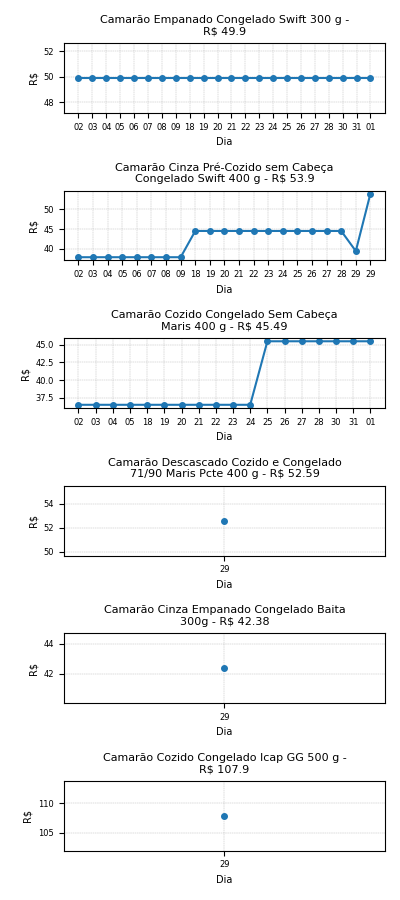 Camarão Empanado Congelado Swift 300 g -
R$ 49.9
52
50
48
R$
02 03 04 05 06 07 08 09 18 19 20 21 22 23 24 25 26 27 28 30 31 01
Dia
Camarão Cinza Pré-Cozido sem Cabeça
Congelado Swift 400 g - R$ 53.9
50
45
40
R$
02 03 04 05 06 07 08 09 18 19 20 21 22 23 24 25 26 27 28 29 29
Dia
Camarão Cozido Congelado Sem Cabeça
Maris 400 g - R$ 45.49
45.0
42.5
40.0
37.5
R$
02 03 04 05 18 19 20 21 22 23 24 25 26 27 28 30 31 01
Dia
Camarão Descascado Cozido e Congelado
71/90 Maris Pcte 400 g - R$ 52.59
54
52
50
R$
29
Dia
Camarão Cinza Empanado Congelado Baita
300g - R$ 42.38
44
42
R$
29
Dia
Camarão Cozido Congelado Icap GG 500 g -
R$ 107.9
110
105
R$
29
Dia